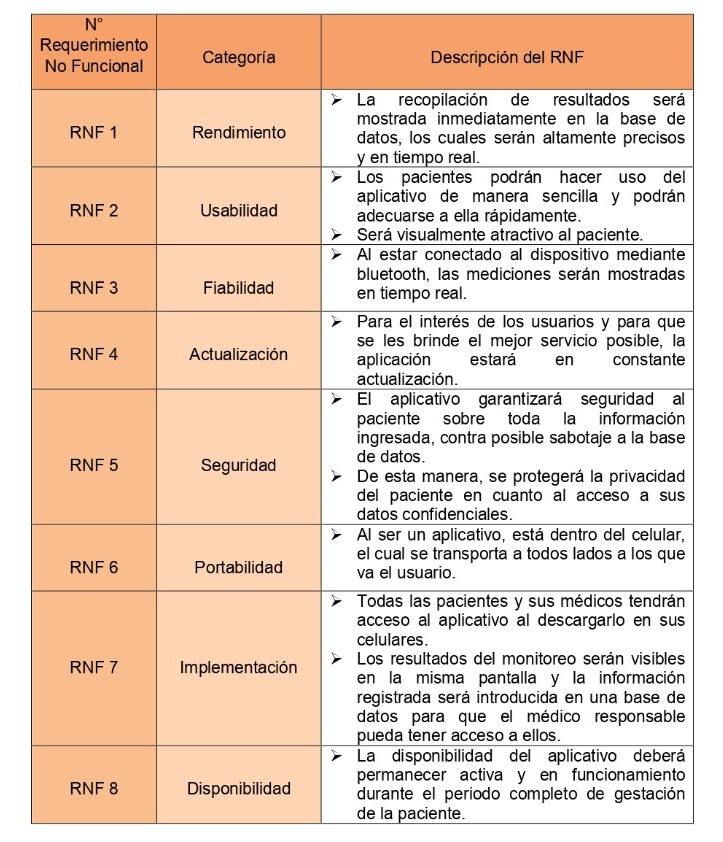 N°
Requerimiento
No Funcional
Categoría
Descripción del RNF
RNF 1
Rendimiento
➢ La recopilación de resultados será
mostrada inmediatamente en la base de
datos, los cuales serán altamente precisos
y en tiempo real.
RNF 2
Usabilidad
➢ Los pacientes podrán hacer uso del
aplicativo de manera sencilla y podrán
adecuarse a ella rápidamente.
➢ Será visualmente atractivo al paciente.
RNF 3
Fiabilidad
➢ Al estar conectado al dispositivo mediante
bluetooth, las mediciones serán mostradas
en tiempo real.
RNF 4
Actualización
➢ Para el interés de los usuarios y para que
se les brinde el mejor servicio posible, la
aplicación estará en constante
actualización.
RNF 5
Seguridad
➢ El aplicativo garantizará seguridad al
paciente sobre toda la información
ingresada, contra posible sabotaje a la base
de datos.
➢ De esta manera, se protegerá la privacidad
del paciente en cuanto al acceso a sus
datos confidenciales.
RNF 6
Portabilidad
➢ Al ser un aplicativo, está dentro del celular,
el cual se transporta a todos lados a los que
va el usuario.
RNF 7
Implementación
➢ Todas las pacientes y sus médicos tendrán
acceso al aplicativo al descargarlo en sus
celulares.
➢ Los resultados del monitoreo serán visibles
en la misma pantalla y la información
registrada será introducida en una base de
datos para que el médico responsable
pueda tener acceso a ellos.
RNF 8
Disponibilidad
➢ La disponibilidad del aplicativo deberá
permanecer activa y en funcionamiento
durante el periodo completo de gestación
de la paciente.